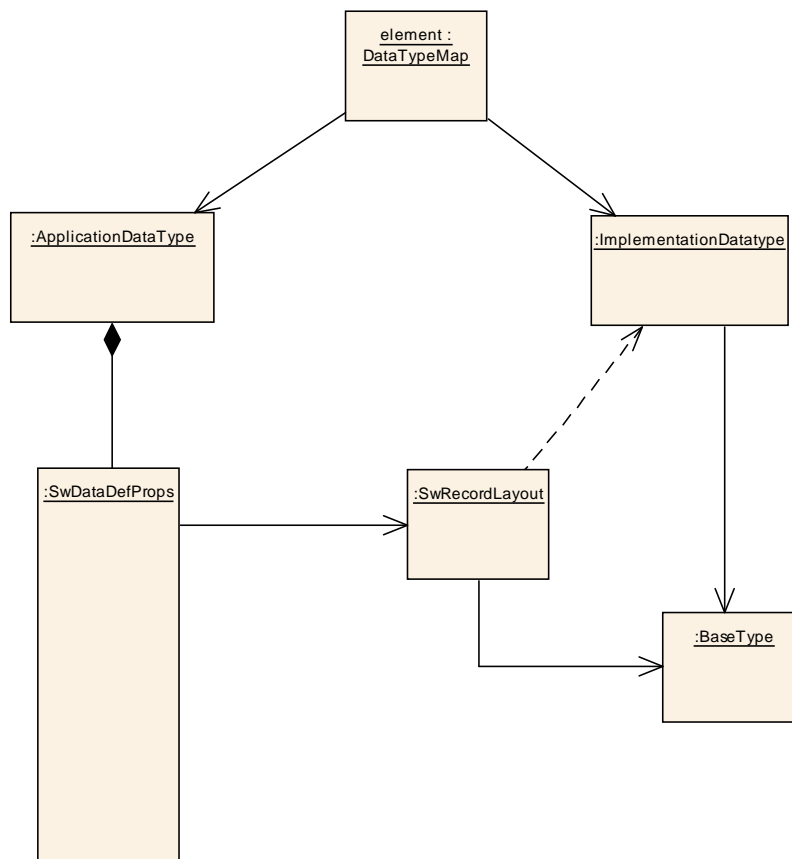 element :
DataTypeMap
:ApplicationDataType
:ImplementationDatatype
:SwDataDefProps
:SwRecordLayout
:BaseType